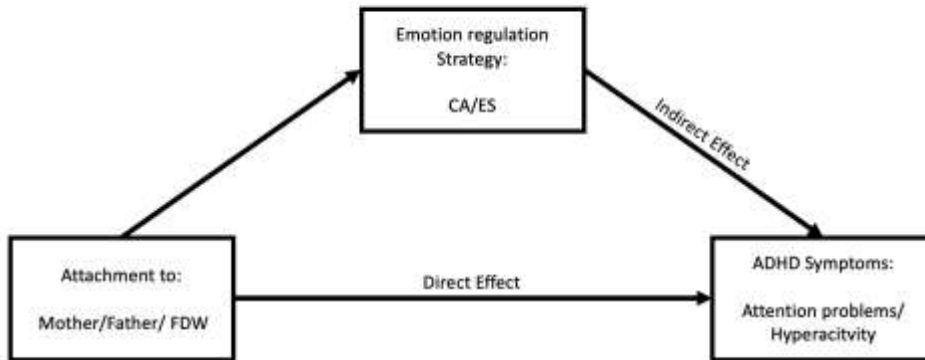 Emotion regulation
Strategy:
CA/ES
Indirect Effect
Attachment to:
Mother/Father/ FDW
Direct Effect
ADHD Symptoms:
Attention problems/
Hyperacitvity